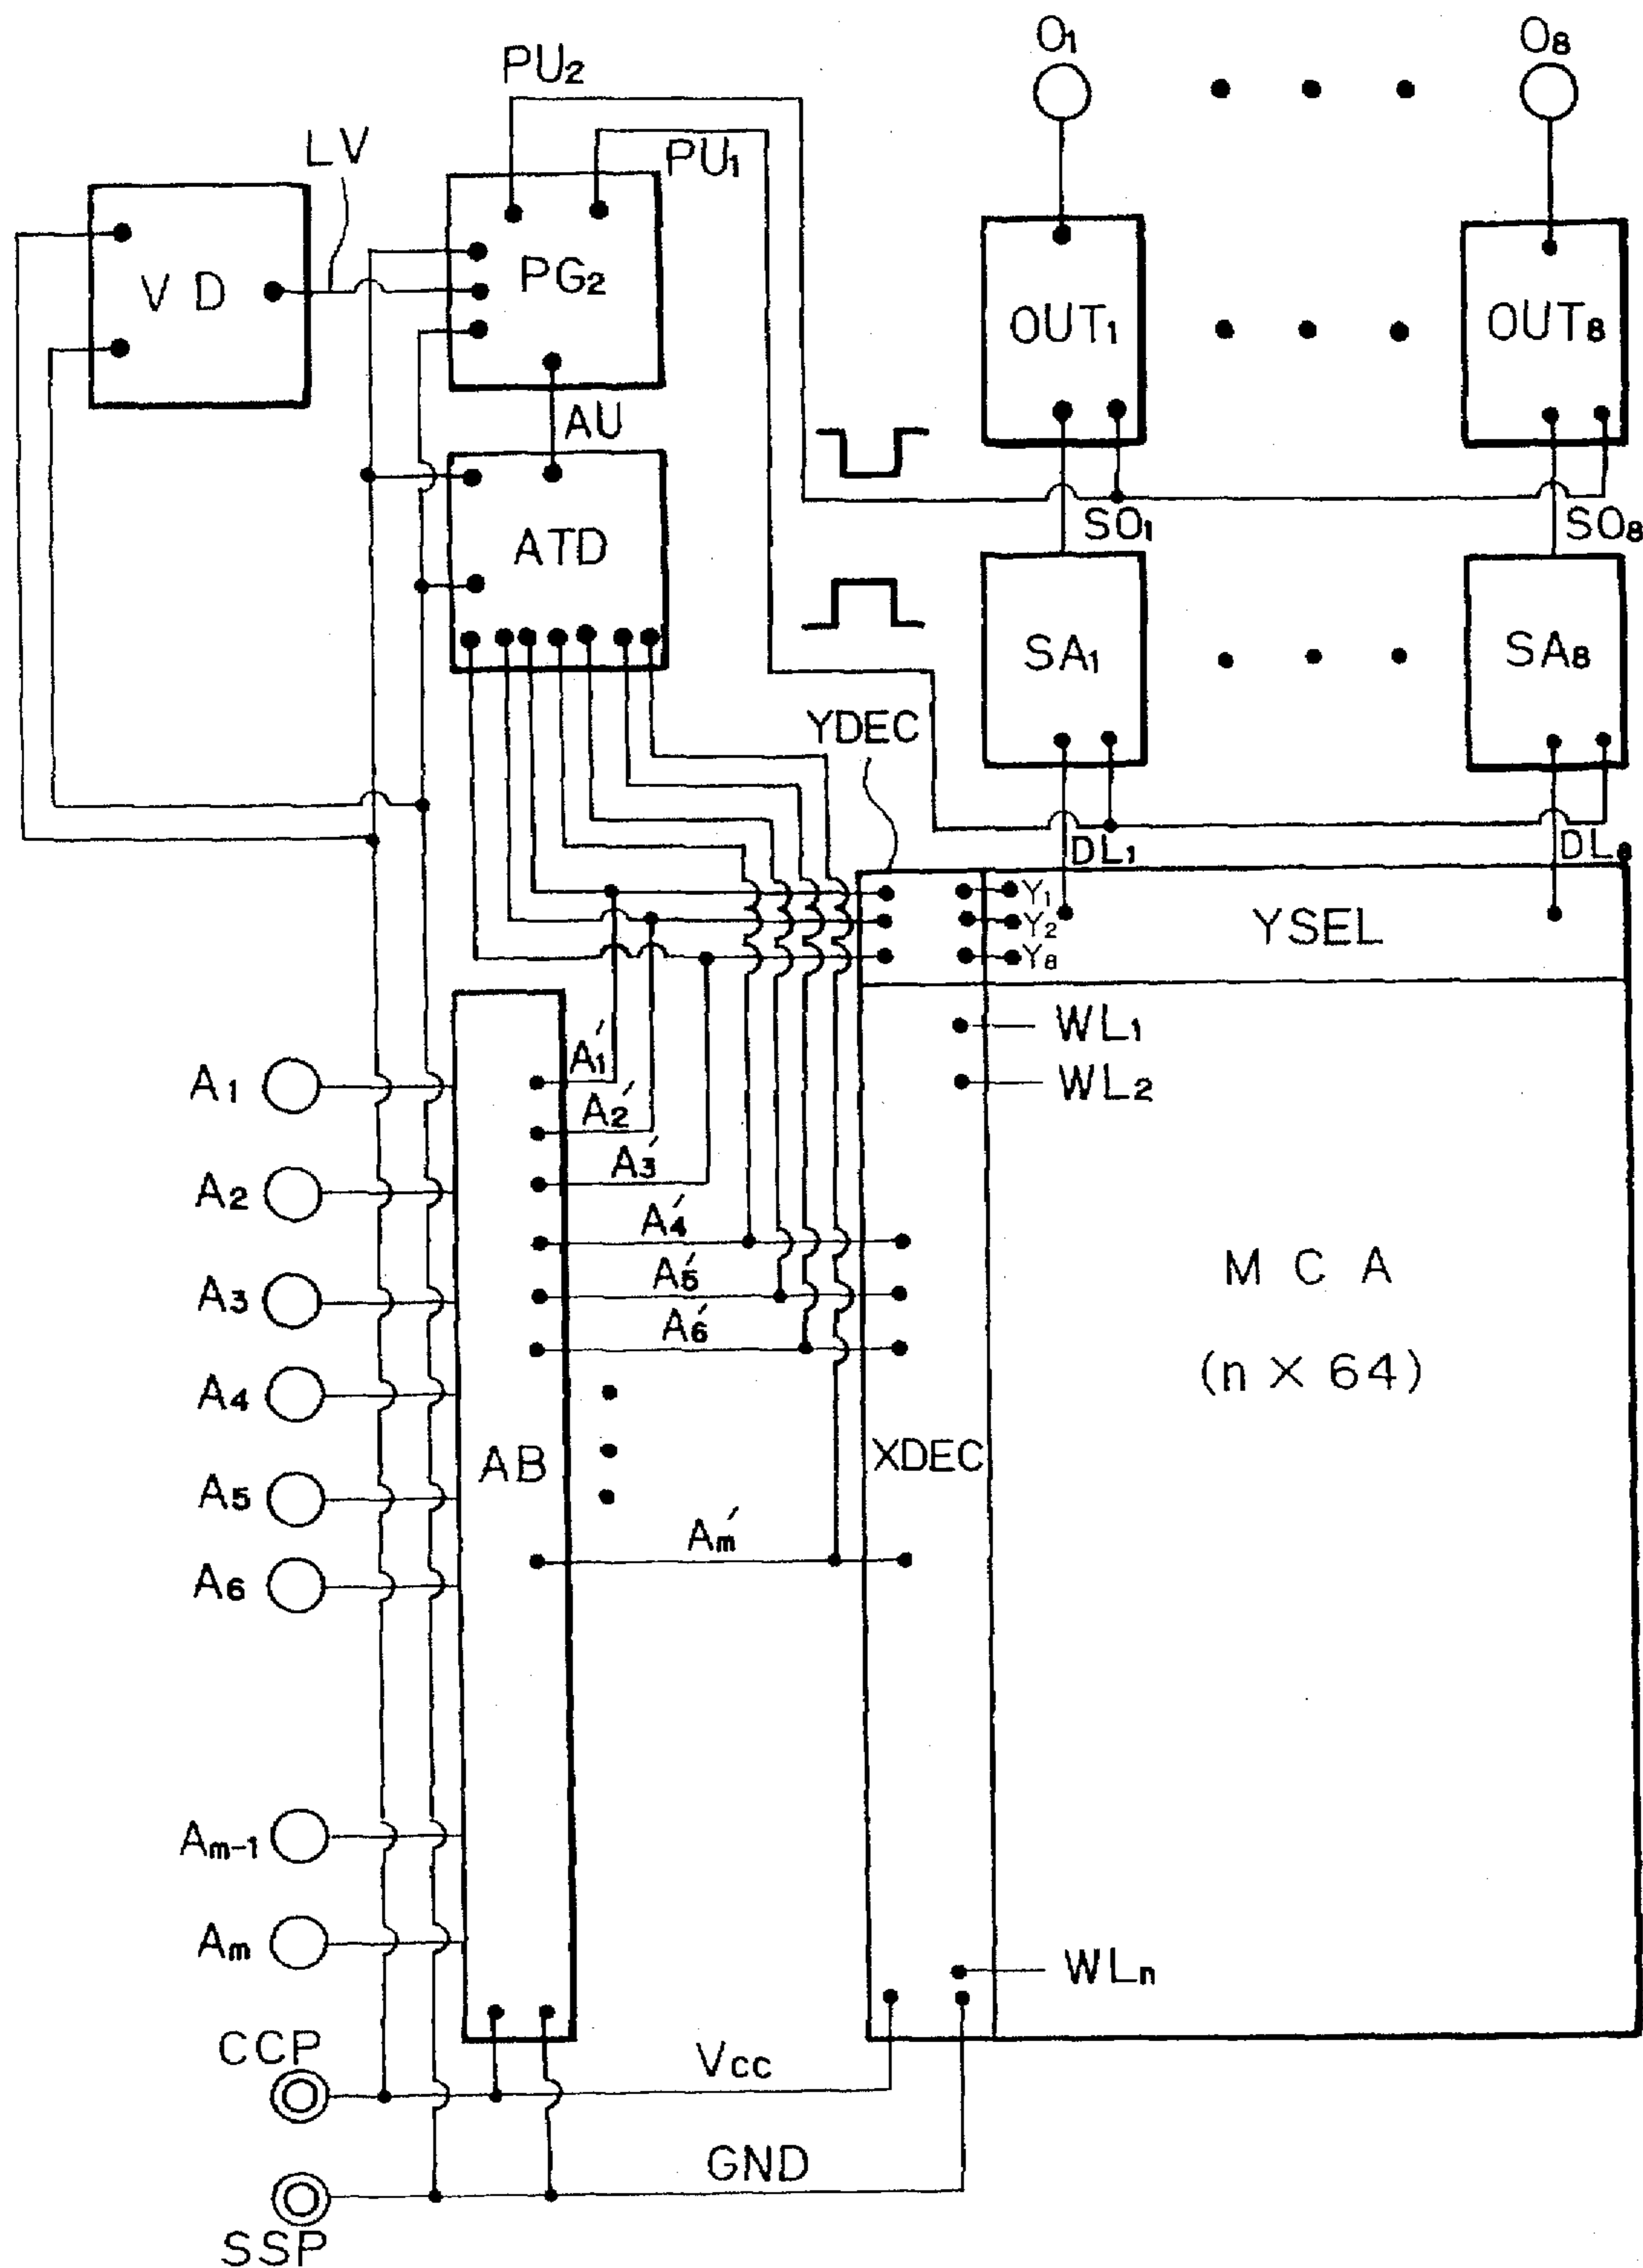 O1
O8
PU2
LV
PU1
VD
PG2
OUT1
OUT8
AU
SO1
SO8
ATD
SA1
SA8
YDEC
DL1
Y1
Y2
Y8
YSEL
WL1
A1
A1′
WL2
A2′
A3′
A2
A4′
A5′
M C A
A3
A6′
(n × 64)
A4
AB
XDEC
A5
Am′
A6
Am-1
Am
WLn
CCP
Vcc
GND
SSP